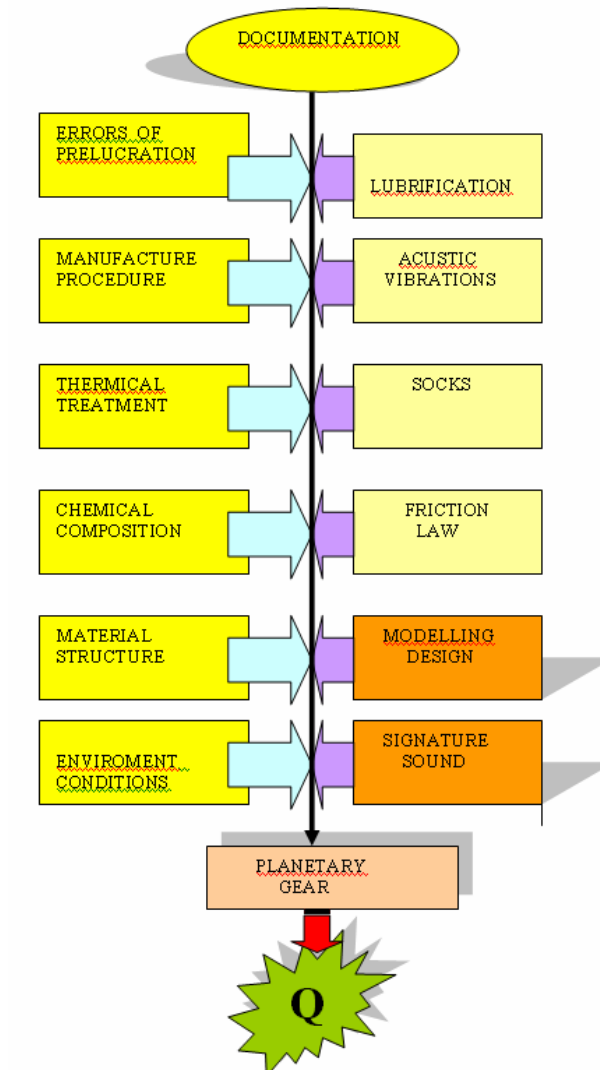 DOCUMENTATION
ERRORS OF
PRELUCRATION
LUBRIFICATION
MANUFACTURE
PROCEDURE
ACUSTIC
VIBRATIONS
THERMICAL
TREATMENT
SOCKS
CHEMICAL
COMPOSITION
FRICTION
LAW
MATERIAL
STRUCTURE
MODELLING
DESIGN
ENVIROMENT
CONDITIONS
SIGNATURE
SOUND
PLANETARY
GEAR
Q